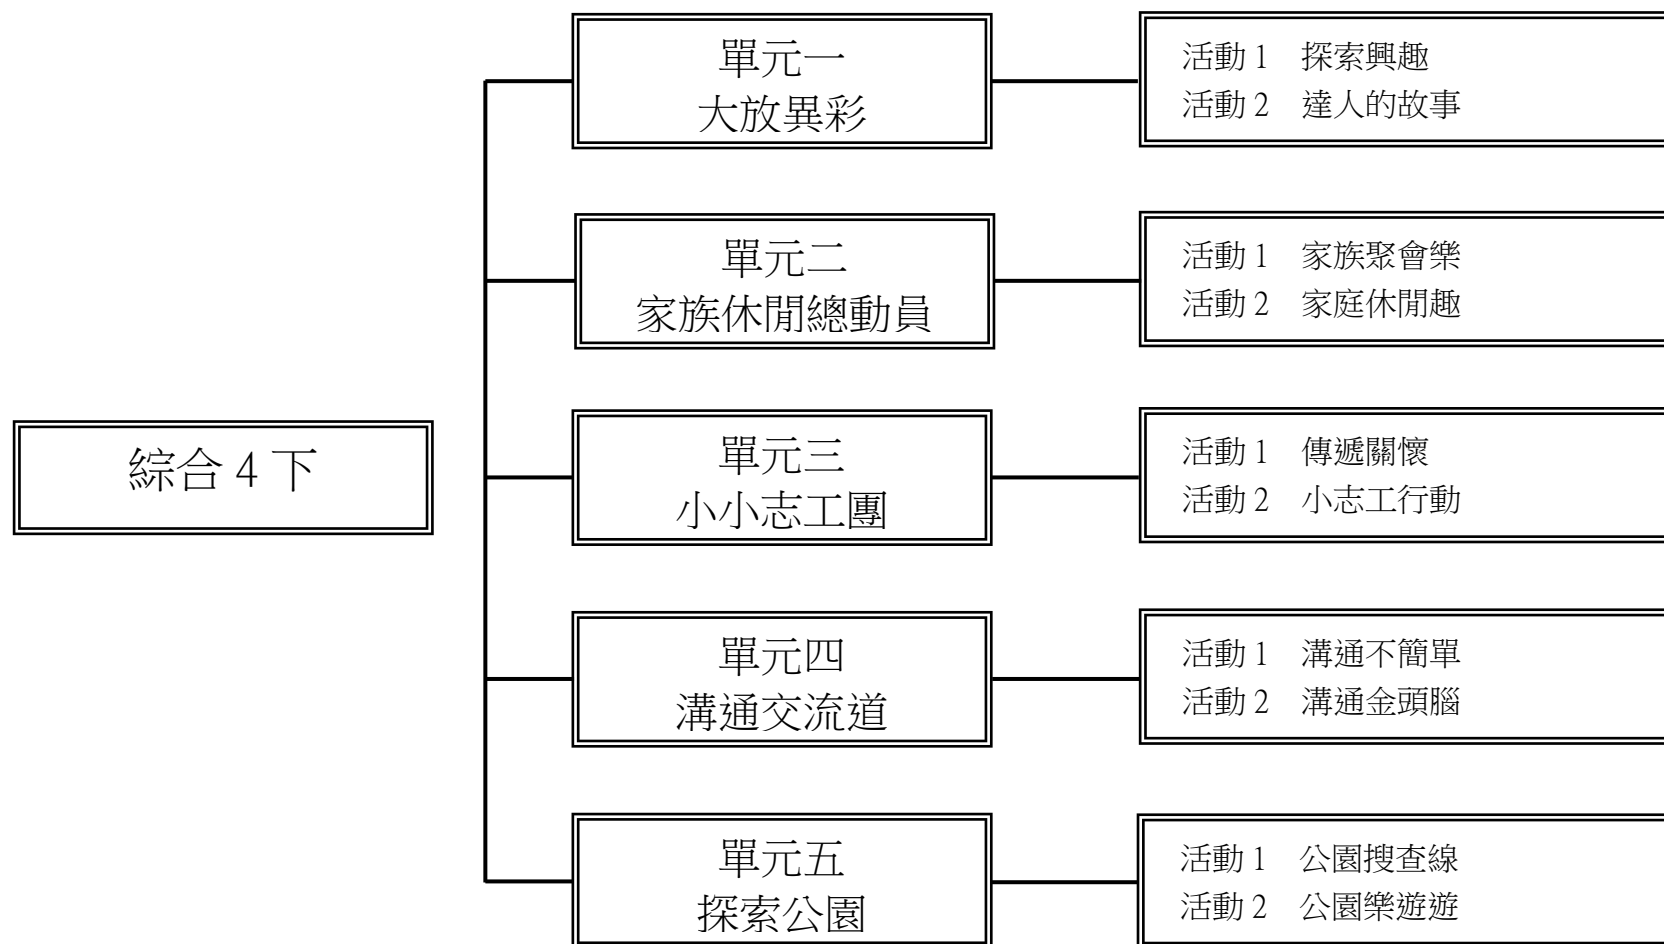 綜合 4 下
單元一
大放異彩
活動 1 探索興趣
活動 2 達人的故事
單元二
家族休閒總動員
活動 1 家族聚會樂
活動 2 家庭休閒趣
單元三
小小志工團
活動 1 傳遞關懷
活動 2 小志工行動
單元四
溝通交流道
活動 1 溝通不簡單
活動 2 溝通金頭腦
單元五
探索公園
活動 1 公園搜查線
活動 2 公園樂遊遊